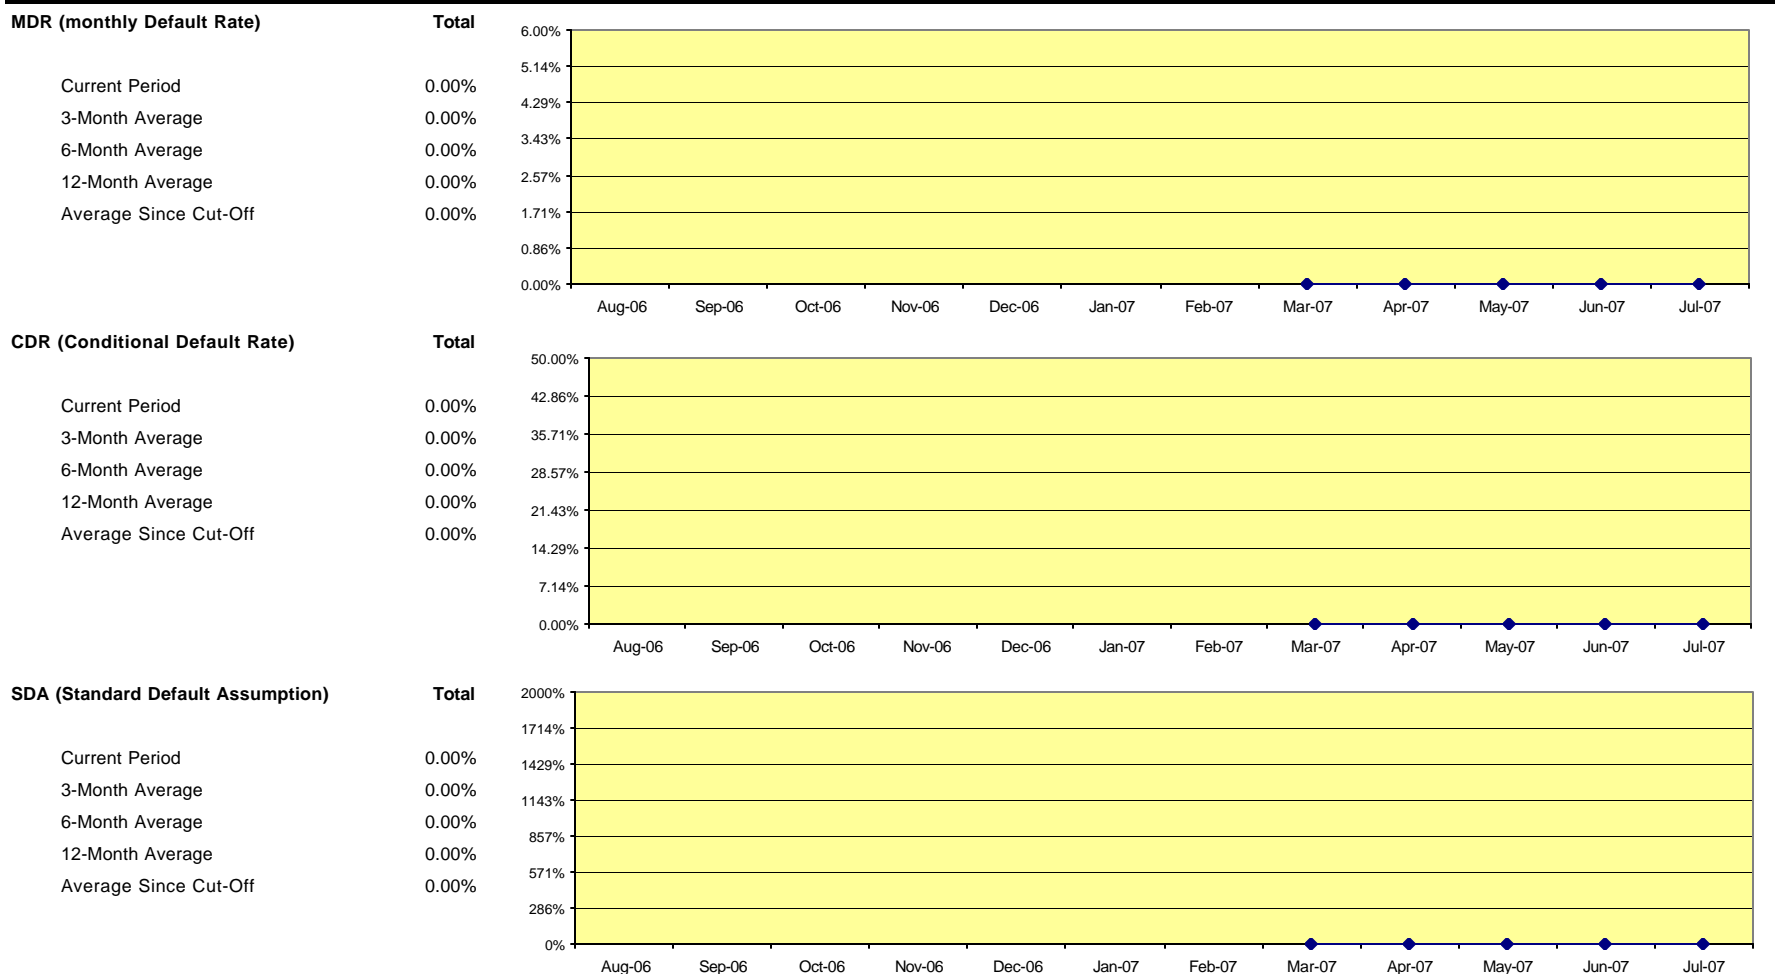 MDR (monthly Default Rate) Total
Current Period 0.00%
3-Month Average 0.00%
6-Month Average 0.00%
12-Month Average 0.00%
Average Since Cut-Off 0.00%
6.00%
5.14%
4.29%
3.43%
2.57%
1.71%
0.86%
0.00%
Aug-06 Sep-06 Oct-06 Nov-06 Dec-06 Jan-07 Feb-07 Mar-07 Apr-07 May-07 Jun-07 Jul-07
CDR (Conditional Default Rate) Total
Current Period 0.00%
3-Month Average 0.00%
6-Month Average 0.00%
12-Month Average 0.00%
Average Since Cut-Off 0.00%
50.00%
42.86%
35.71%
28.57%
21.43%
14.29%
7.14%
0.00%
Aug-06 Sep-06 Oct-06 Nov-06 Dec-06 Jan-07 Feb-07 Mar-07 Apr-07 May-07 Jun-07 Jul-07
SDA (Standard Default Assumption) Total
Current Period 0.00%
3-Month Average 0.00%
6-Month Average 0.00%
12-Month Average 0.00%
Average Since Cut-Off 0.00%
2000%
1714%
1429%
1143%
857%
571%
286%
0%
Aug-06 Sep-06 Oct-06 Nov-06 Dec-06 Jan-07 Feb-07 Mar-07 Apr-07 May-07 Jun-07 Jul-07